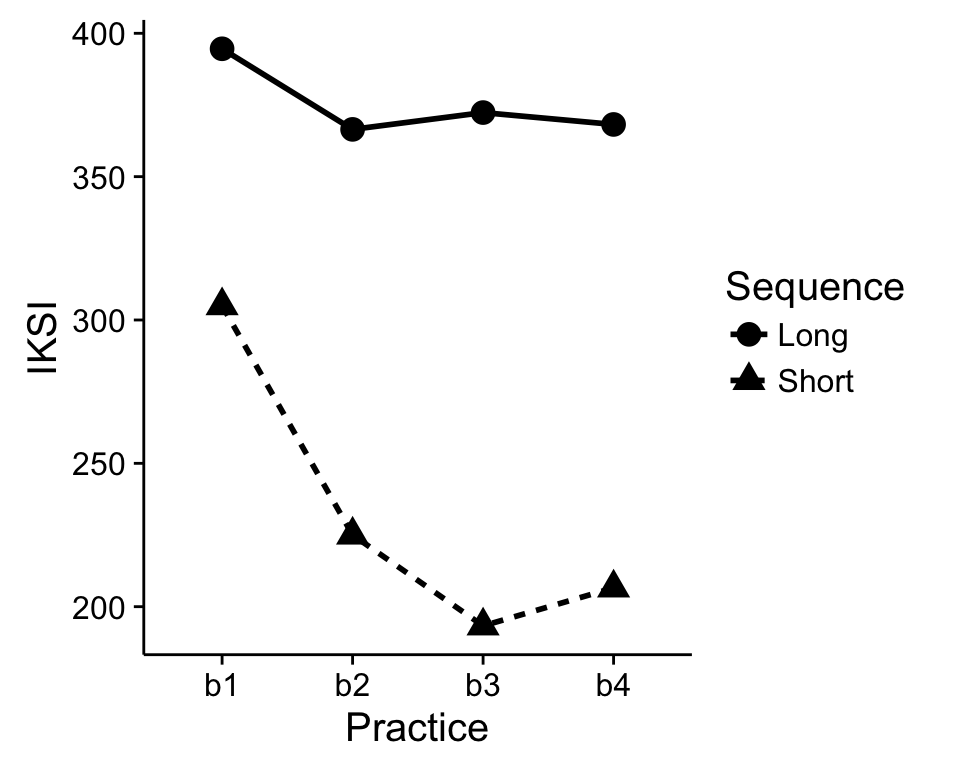 400
350
300
250
200
IKSI
b1 b2 b3 b4
Practice
Sequence
Long
Short